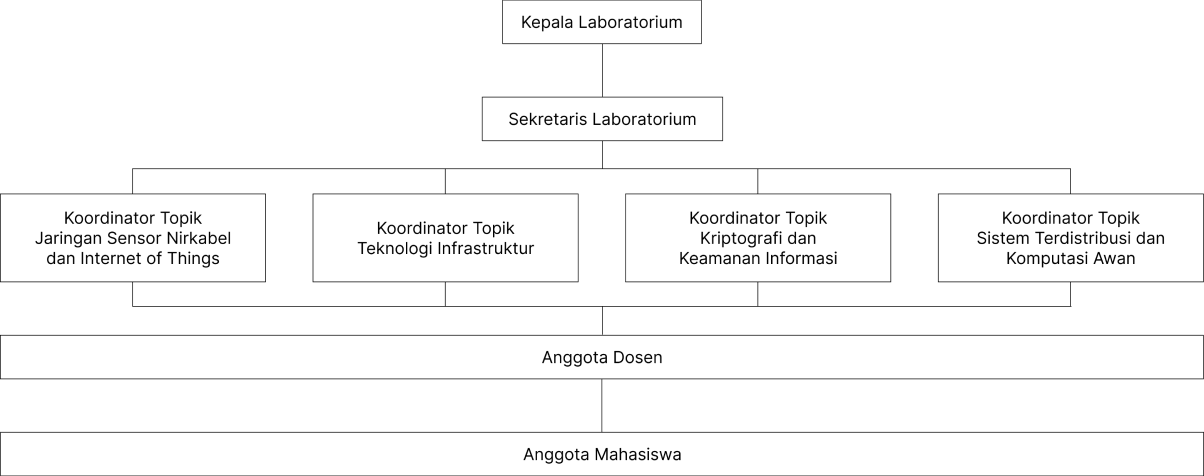 Kepala Laboratorium
Sekretaris Laboratorium
Koordinator Topik
Jaringan Sensor Nirkabel
dan Internet of Things
Koordinator Topik
Teknologi Infrastruktur
Koordinator Topik
Kriptografi dan
Keamanan Informasi
Koordinator Topik
Sistem Terdistribusi dan
Komputasi Awan
Anggota Dosen
Anggota Mahasiswa